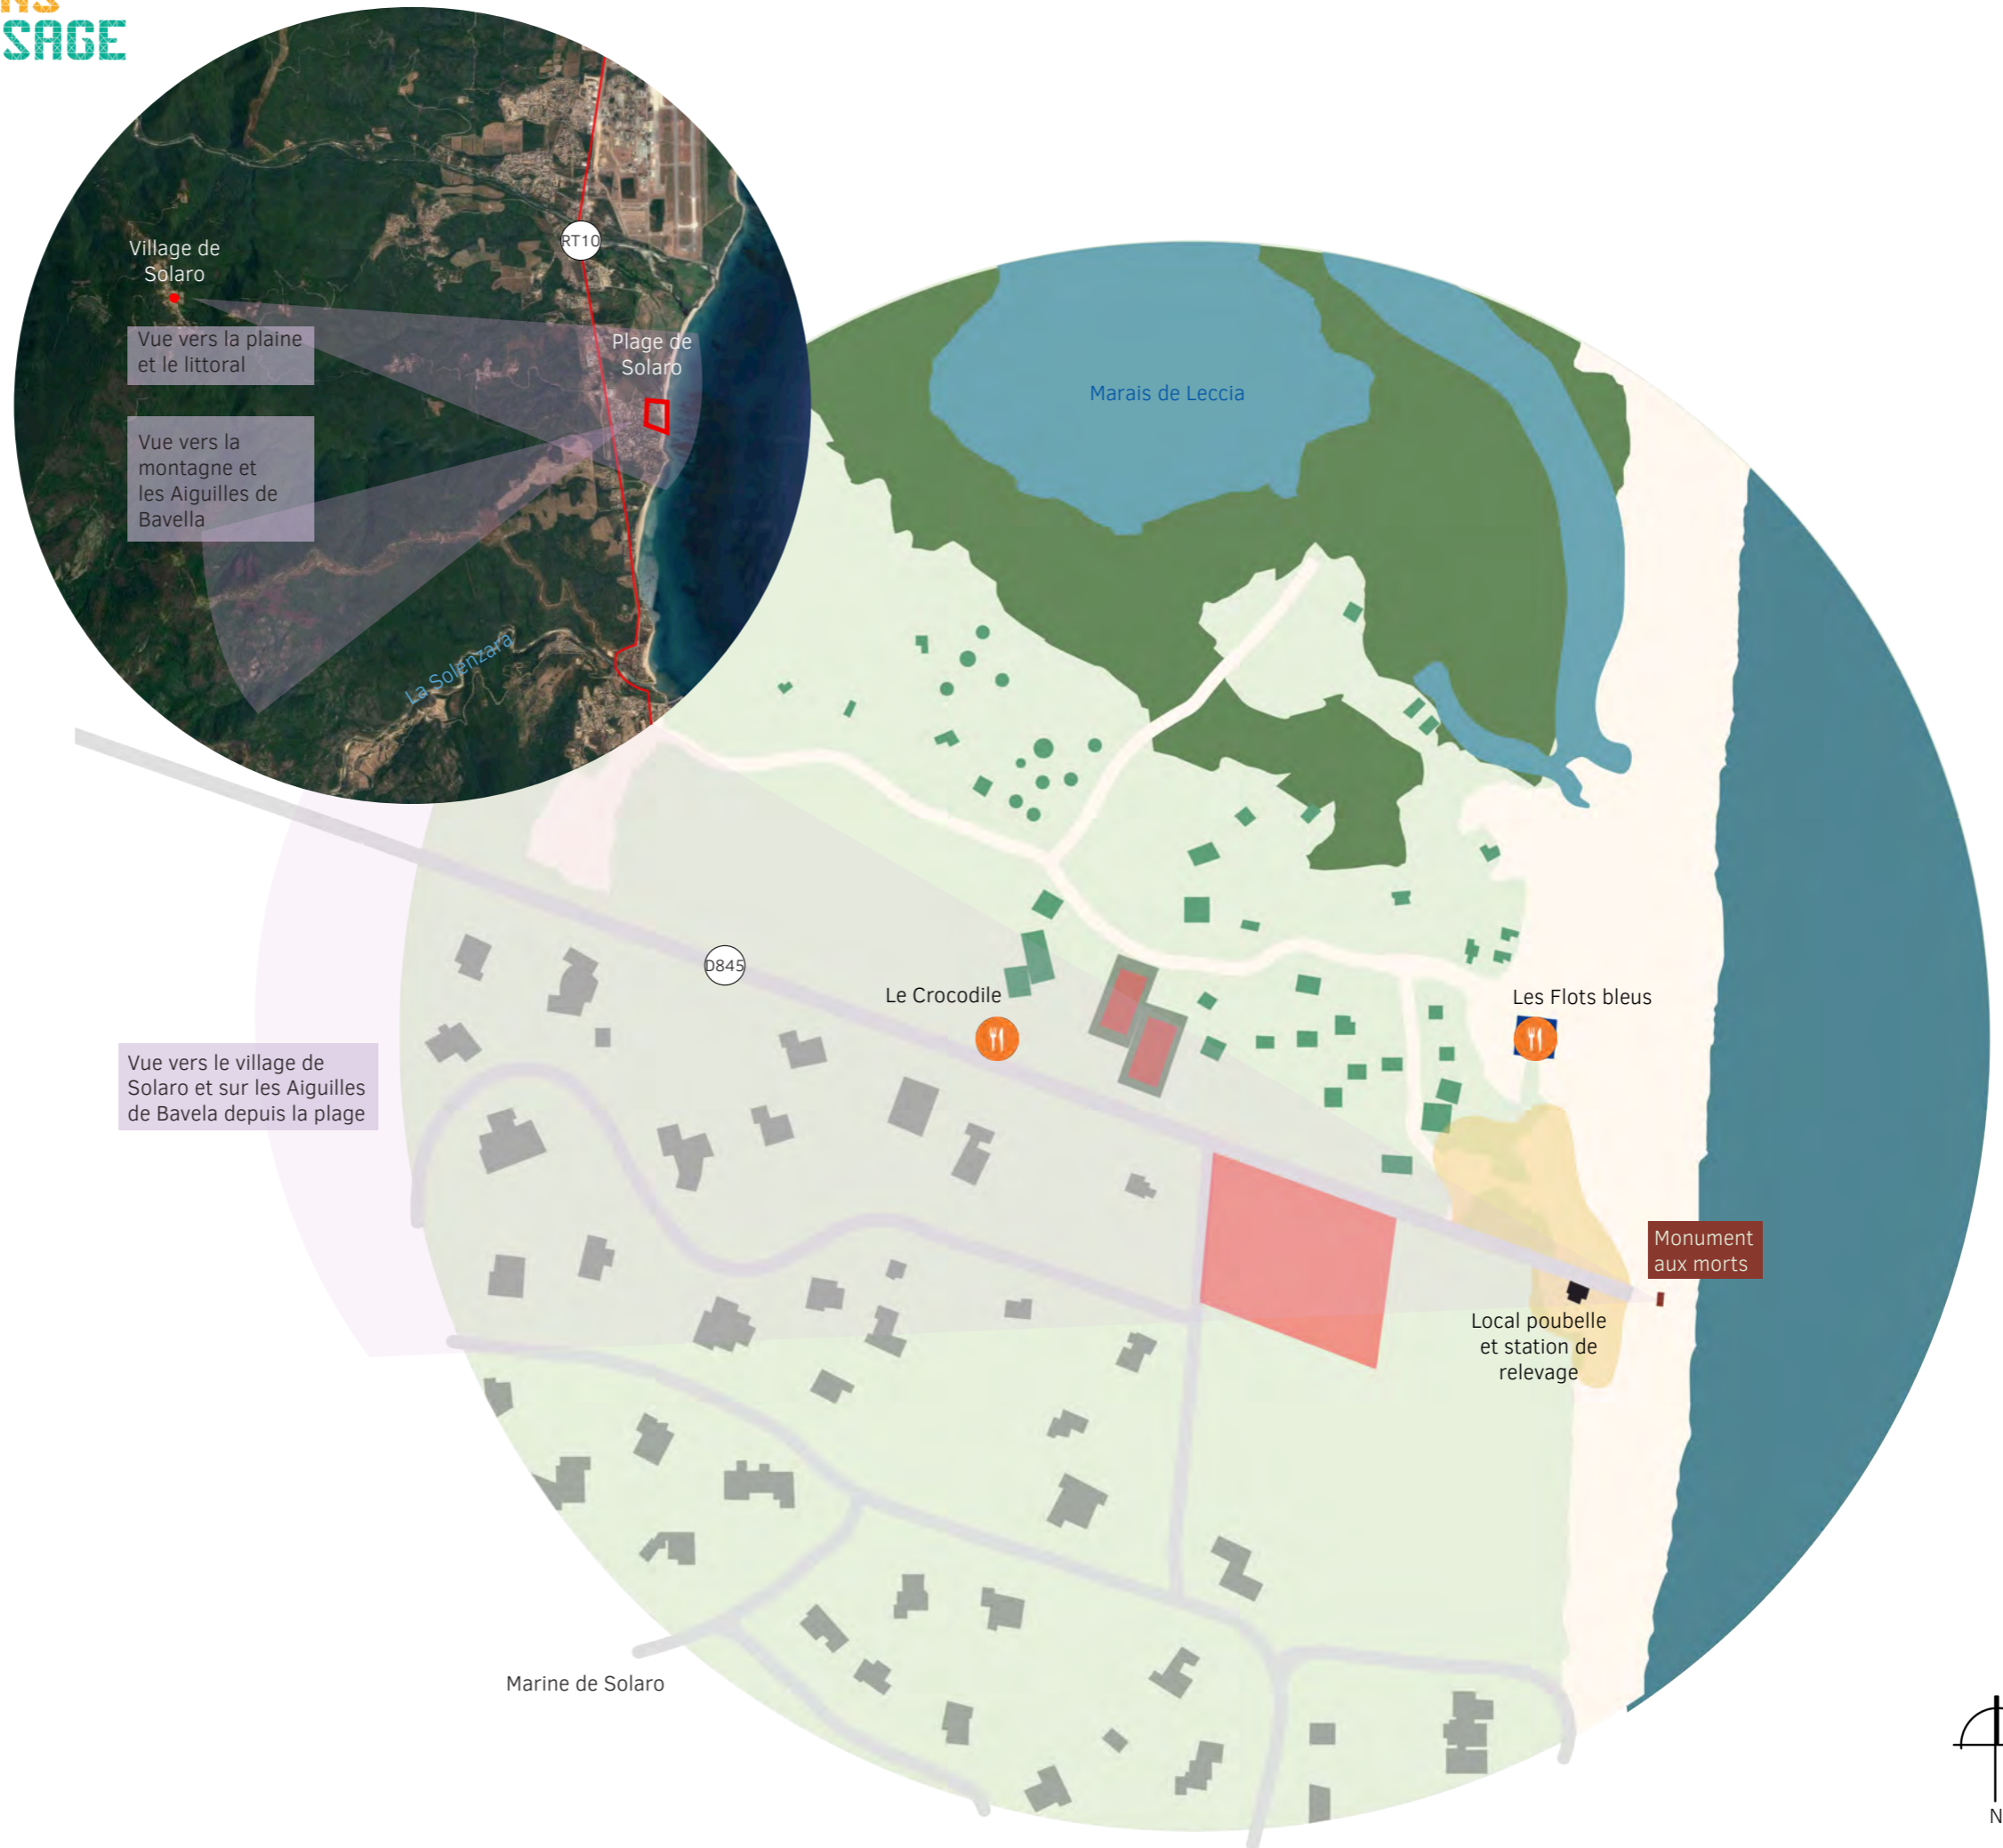 NS
SAGE
RT10
Village de
Solaro
Vue vers la plaine
et le littoral
Plage de
Solaro
Vue vers la
montagne et
les Aiguilles de
Bavella
La Solenzara
Marais de Leccia
D845
Le Crocodile
Les Flots bleus
Vue vers le village de
Solaro et sur les Aiguilles
de Bavela depuis la plage
Monument
aux morts
Local poubelle
et station de
relevage
Marine de Solaro
N